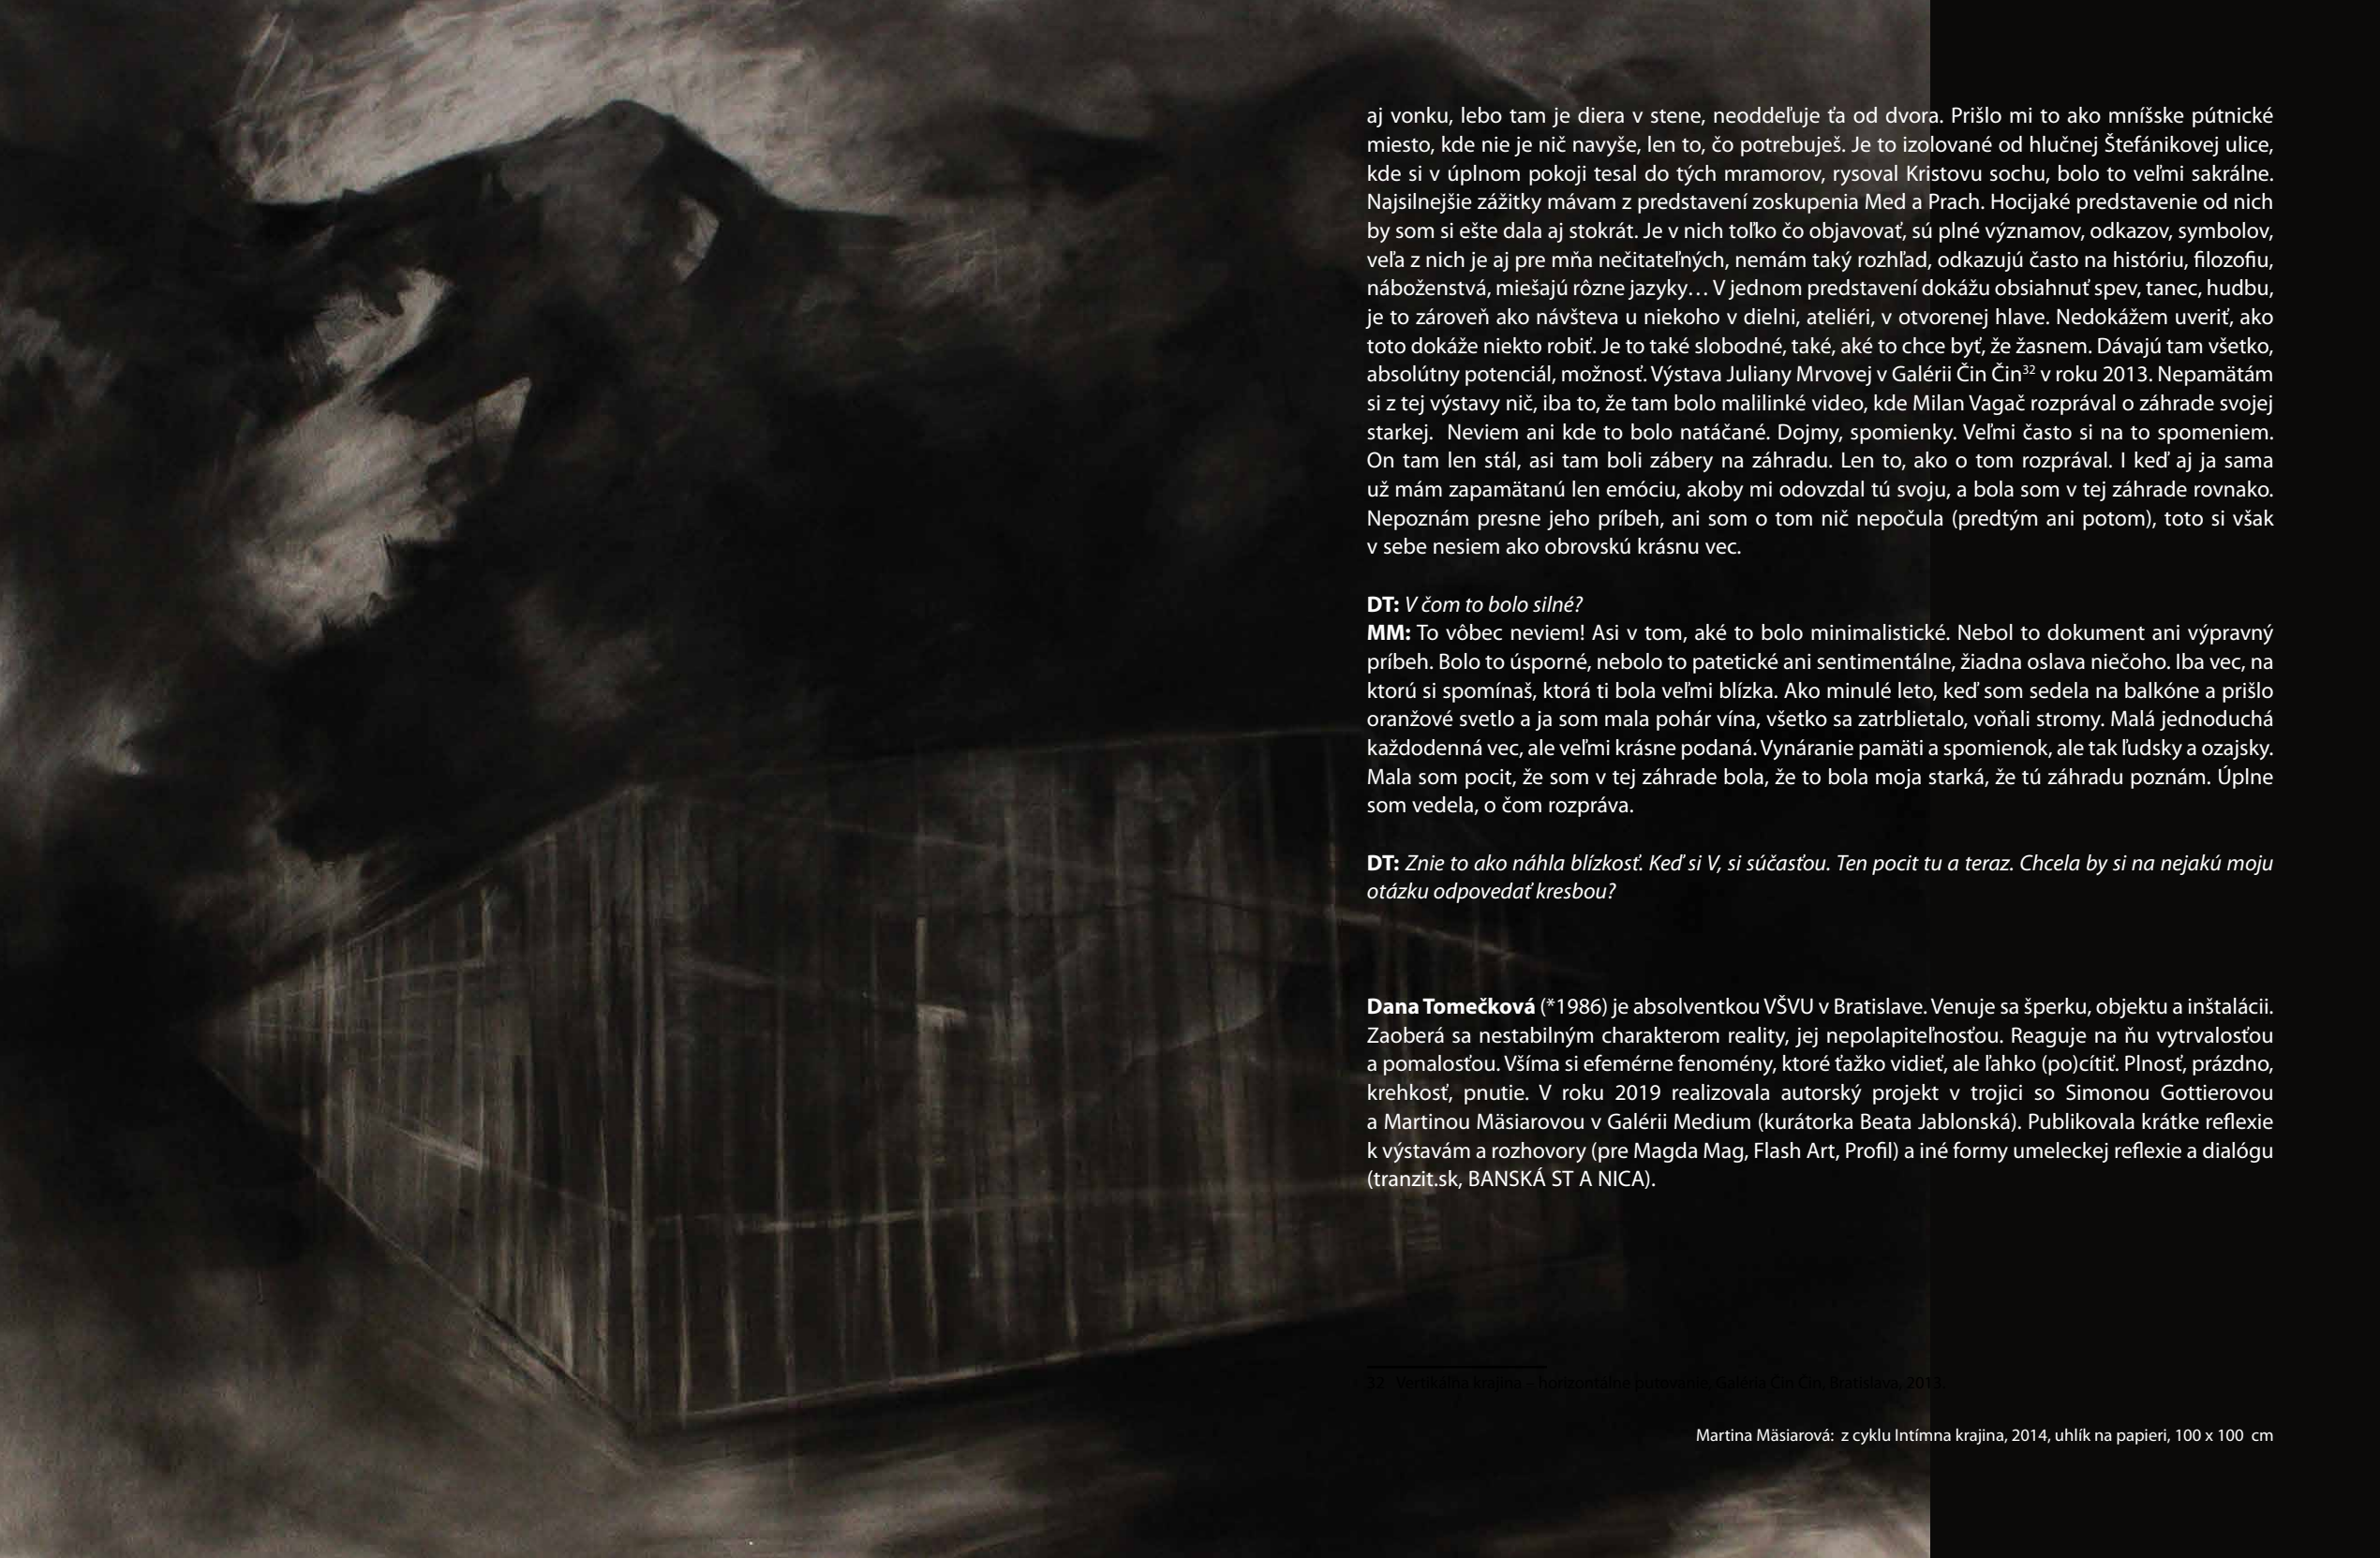 aj vonku, lebo tam je diera v stene, neoddeľuje ťa od dvora. Prišlo mi to ako mníšske pútnické
miesto, kde nie je nič navyše, len to, čo potrebuješ. Je to izolované od hlučnej Štefánikovej ulice,
kde si v úplnom pokoji tesal do tých mramorov, rysoval Kristovu sochu, bolo to veľmi sakrálne.
Najsilnejšie zážitky mávam z predstavení zoskupenia Med a Prach. Hocijaké predstavenie od nich
by som si ešte dala aj stokrát. Je v nich toľko čo objavovať, sú plné významov, odkazov, symbolov,
veľa z nich je aj pre mňa nečitateľných, nemám taký rozhľad, odkazujú často na históriu, filozofiu,
náboženstvá, miešajú rôzne jazyky… V jednom predstavení dokážu obsiahnuť spev, tanec, hudbu,
je to zároveň ako návšteva u niekoho v dielni, ateliéri, v otvorenej hlave. Nedokážem uveriť, ako
toto dokáže niekto robiť. Je to také slobodné, také, aké to chce byť, že žasnem. Dávajú tam všetko,
absolútny potenciál, možnosť. Výstava Juliany Mrvovej v Galérii Čin Čin32 v roku 2013. Nepamätám
si z tej výstavy nič, iba to, že tam bolo malilinké video, kde Milan Vagač rozprával o záhrade svojej
starkej. Neviem ani kde to bolo natáčané. Dojmy, spomienky. Veľmi často si na to spomeniem.
On tam len stál, asi tam boli zábery na záhradu. Len to, ako o tom rozprával. I keď aj ja sama
už mám zapamätanú len emóciu, akoby mi odovzdal tú svoju, a bola som v tej záhrade rovnako.
Nepoznám presne jeho príbeh, ani som o tom nič nepočula (predtým ani potom), toto si však
v sebe nesiem ako obrovskú krásnu vec.
DT: V čom to bolo silné?
MM: To vôbec neviem! Asi v tom, aké to bolo minimalistické. Nebol to dokument ani výpravný
príbeh. Bolo to úsporné, nebolo to patetické ani sentimentálne, žiadna oslava niečoho. Iba vec, na
ktorú si spomínaš, ktorá ti bola veľmi blízka. Ako minulé leto, keď som sedela na balkóne a prišlo
oranžové svetlo a ja som mala pohár vína, všetko sa zatrblietalo, voňali stromy. Malá jednoduchá
každodenná vec, ale veľmi krásne podaná. Vynáranie pamäti a spomienok, ale tak ľudsky a ozajsky.
Mala som pocit, že som v tej záhrade bola, že to bola moja starká, že tú záhradu poznám. Úplne
som vedela, o čom rozpráva.
DT: Znie to ako náhla blízkosť. Keď si V, si súčasťou. Ten pocit tu a teraz. Chcela by si na nejakú moju
otázku odpovedať kresbou?
Dana Tomečková (*1986) je absolventkou VŠVU v Bratislave. Venuje sa šperku, objektu a inštalácii.
Zaoberá sa nestabilným charakterom reality, jej nepolapiteľnosťou. Reaguje na ňu vytrvalosťou
a pomalosťou. Všíma si efemérne fenomény, ktoré ťažko vidieť, ale ľahko (po)cítiť. Plnosť, prázdno,
krehkosť, pnutie. V roku 2019 realizovala autorský projekt v trojici so Simonou Gottierovou
a Martinou Mäsiarovou v Galérii Medium (kurátorka Beata Jablonská). Publikovala krátke reflexie
k výstavám a rozhovory (pre Magda Mag, Flash Art, Profil) a iné formy umeleckej reflexie a dialógu
(tranzit.sk, BANSKÁ ST A NICA).
32 Vertikálna krajina – horizontálne putovanie, Galéria Čin Čin, Bratislava, 2013.
Martina Mäsiarová: z cyklu Intímna krajina, 2014, uhlík na papieri, 100 x 100 cm